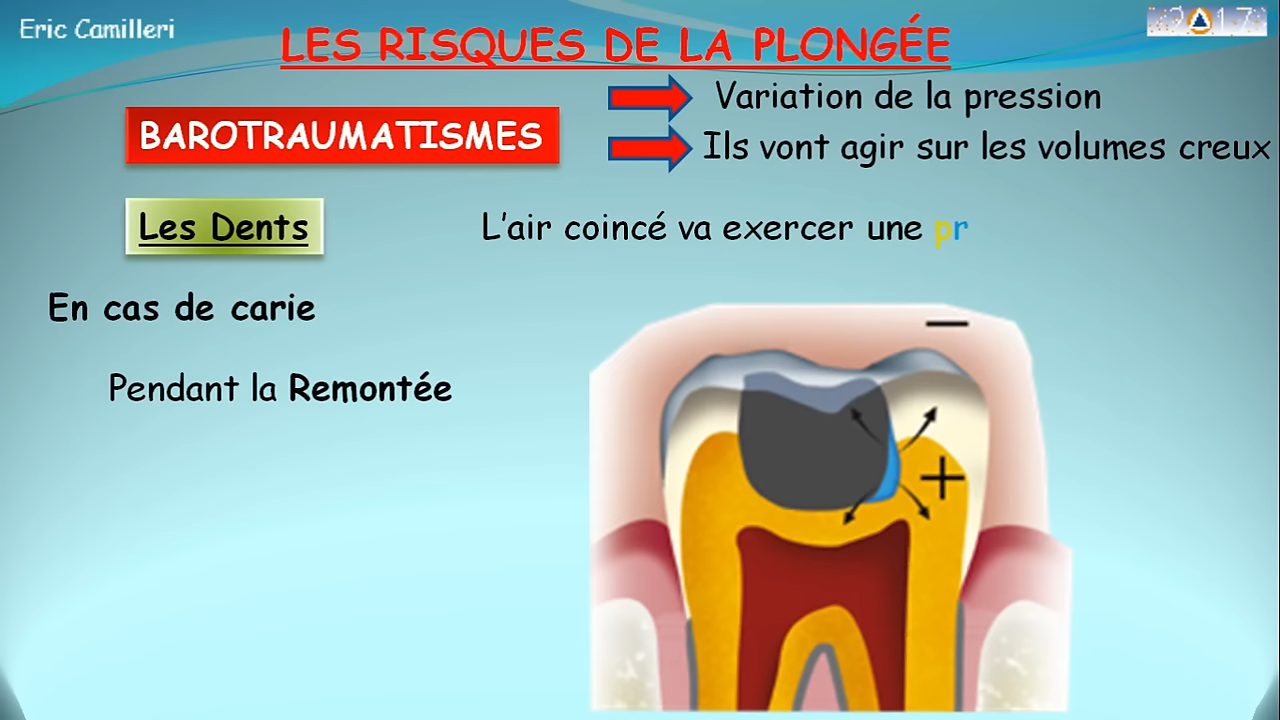 Eric Camilleri
LES RISQUES DE LA PLONGÉE
BAROTRAUMATISMES
Variation de la pression
Ils vont agir sur les volumes creux
Les Dents
L'air coincé va exercer une pr
En cas de carie
Pendant la Remontée
−
+